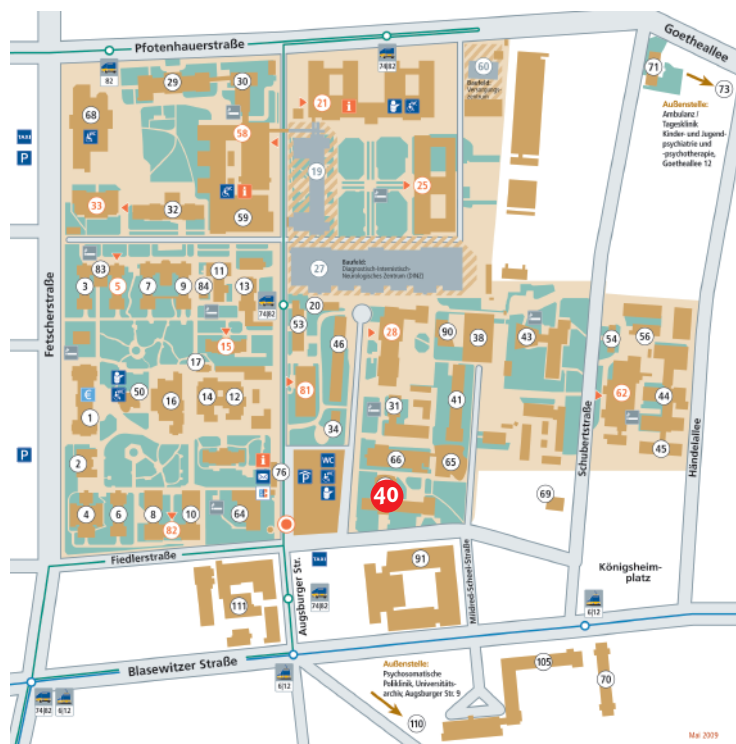 Pfotenhauerstraße
Goetheallee
82
74|82
29
30
21
60
Baufeld:
Versorgungs-
zentrum
71
73
Außenstelle:
Ambulanz /
Tagesklinik
Kinder- und Jugend-
psychiatrie und
-psychotherapie,
Goetheallee 12
68
58
TAXI
P
19
25
33
32
59
27
Baufeld:
Diagnostisch-Internistisch-
Neurologisches Zentrum (DINZ)
Fetscherstraße
83
3
5
7
9
11
84
13
74|82
20
53
28
90
38
43
54
56
15
46
17
81
62
€
50
16
14
12
1
31
41
44
34
45
P
2
76
WC
P
66
65
Schubertstraße
Händelallee
4
6
8
10
82
64
40
69
Fiedlerstraße
TAXI
91
Königsheim-
platz
Augsburger Str.
Mildred-Scheel-Straße
111
74|82
6|12
Blasewitzer Straße
74|82
6|12
6|12
Außenstelle:
Psychosomatische
Poliklinik, Universitäts-
archiv, Augsburger Str. 9
110
105
70
Mai 2009